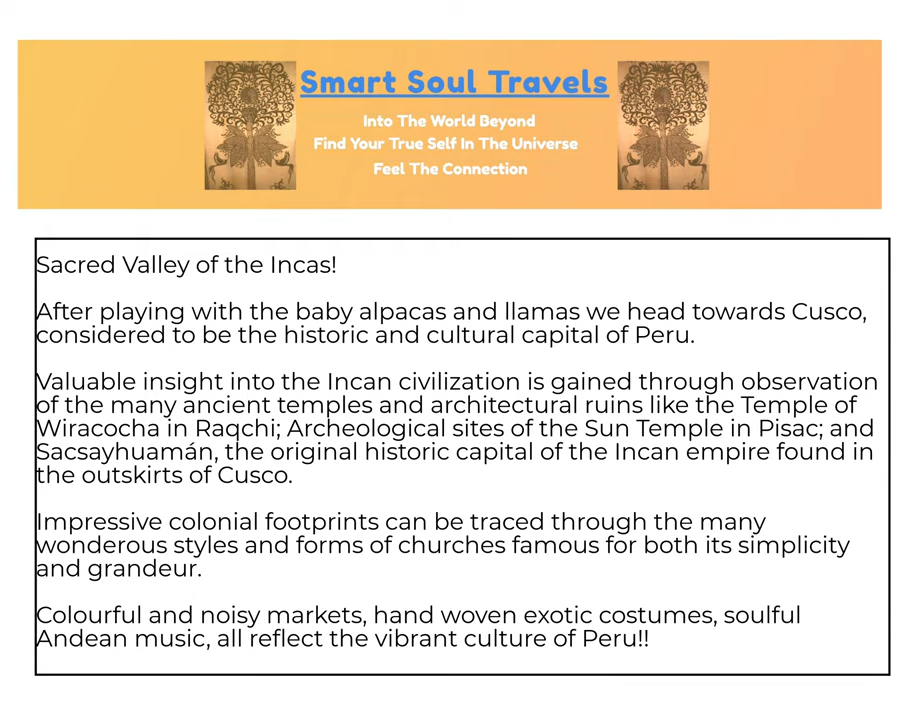 Smart Soul Travels
Into The World Beyond
Find Your True Self In The Universe
Feel The Connection
Sacred Valley of the Incas!
After playing with the baby alpacas and llamas we head towards Cusco,
considered to be the historic and cultural capital of Peru.
Valuable insight into the Incan civilization is gained through observation
of the many ancient temples and architectural ruins like the Temple of
Wiracocha in Raqchi; Archeological sites of the Sun Temple in Pisac; and
Sacsayhuamán, the original historic capital of the Incan empire found in
the outskirts of Cusco.
Impressive colonial footprints can be traced through the many
wonderous styles and forms of churches famous for both its simplicity
and grandeur.
Colourful and noisy markets, hand woven exotic costumes, soulful
Andean music, all reflect the vibrant culture of Peru!!